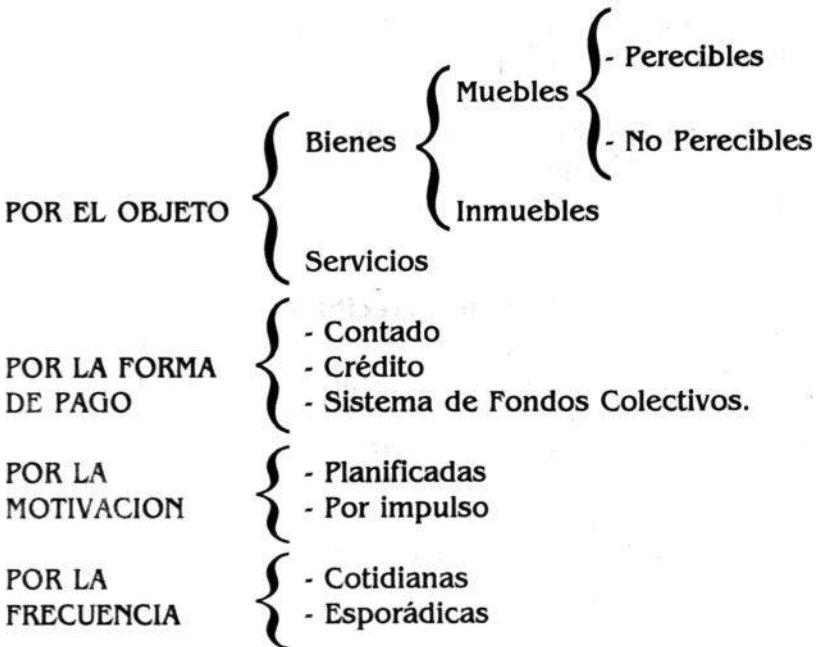 - Perecibles
Muebles
Bienes
- No Perecibles
POR EL OBJETO
Inmuebles
Servicios
- Contado
POR LA FORMA
- Crédito
DE PAGO
- Sistema de Fondos Colectivos.
POR LA
- Planificadas
MOTIVACION
- Por impulso
POR LA
- Cotidianas
FRECUENCIA
- Esporádicas